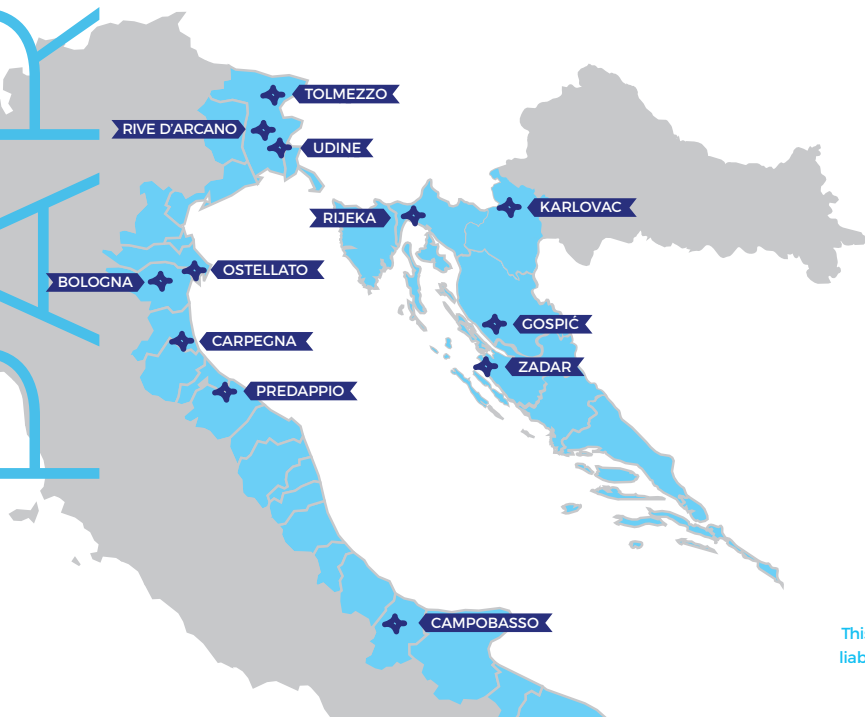 TOLMEZZO
RIVE D'ARCANO
UDINE
KARLOVAC
RIJEKA
OSTELLATO
BOLOGNA
GOSPIĆ
CARPEGNA
ZADAR
PREDAPPIO
CAMPOBASSO